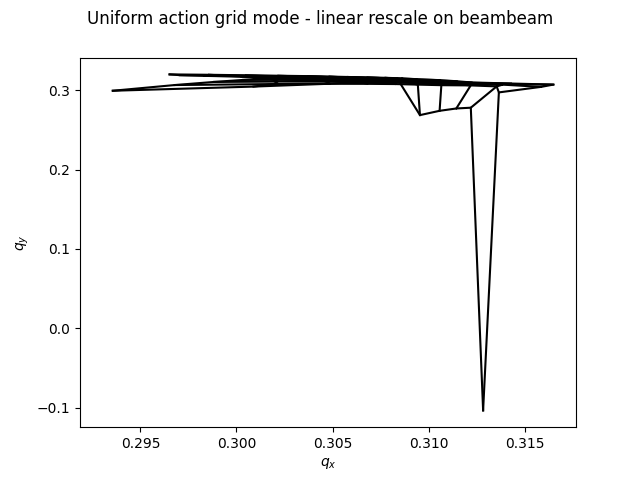 Uniform action grid mode - linear rescale on beambeam
0.3
0.2
0.1
0.0
−0.1
q_y
0.295 0.300 0.305 0.310 0.315
q_x